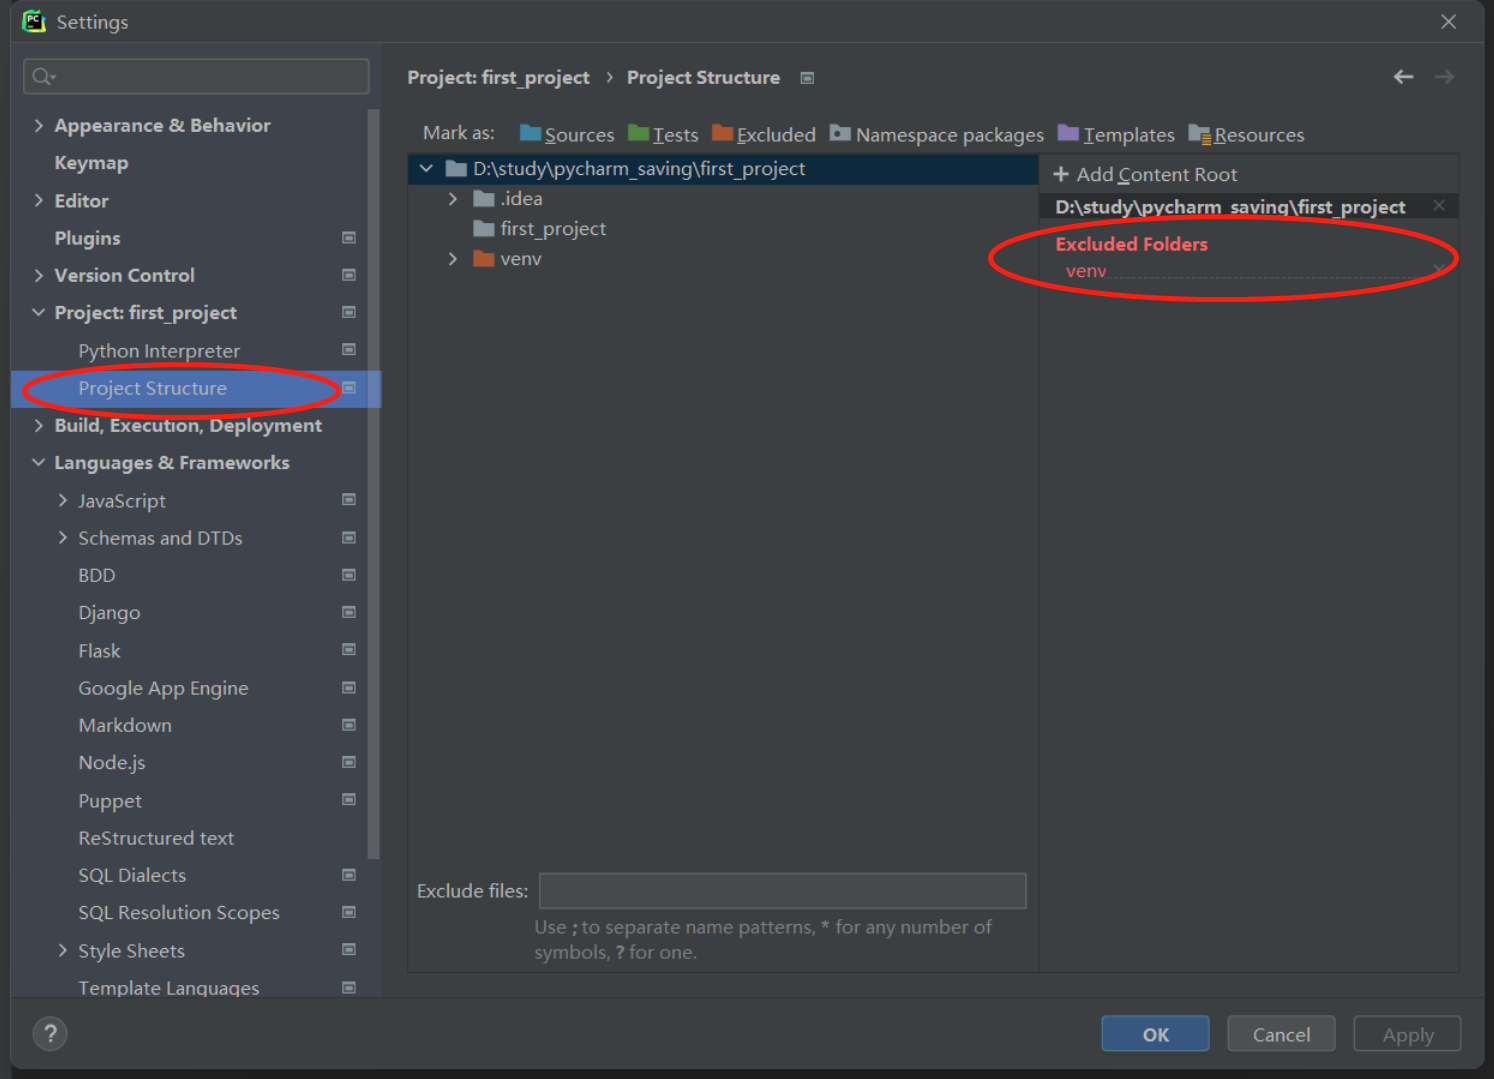 PC
Settings
Project: first_project › Project Structure
Mark as: Sources Tests Excluded Namespace packages Templates Resources
Appearance & Behavior
Keymap
Editor
Plugins
Version Control
Project: first_project
Python Interpreter
Project Structure
Build, Execution, Deployment
Languages & Frameworks
JavaScript
Schemas and DTDs
BDD
Django
Flask
Google App Engine
Markdown
Node.js
Puppet
ReStructured text
SQL Dialects
SQL Resolution Scopes
Style Sheets
Template Languages
D:\study\pycharm_saving\first_project
.idea
first_project
venv
+ Add Content Root
D:\study\pycharm_saving\first_project
Excluded Folders
venv
Exclude files:
Use ; to separate name patterns, * for any number of
symbols, ? for one.
?
OK
Cancel
Apply